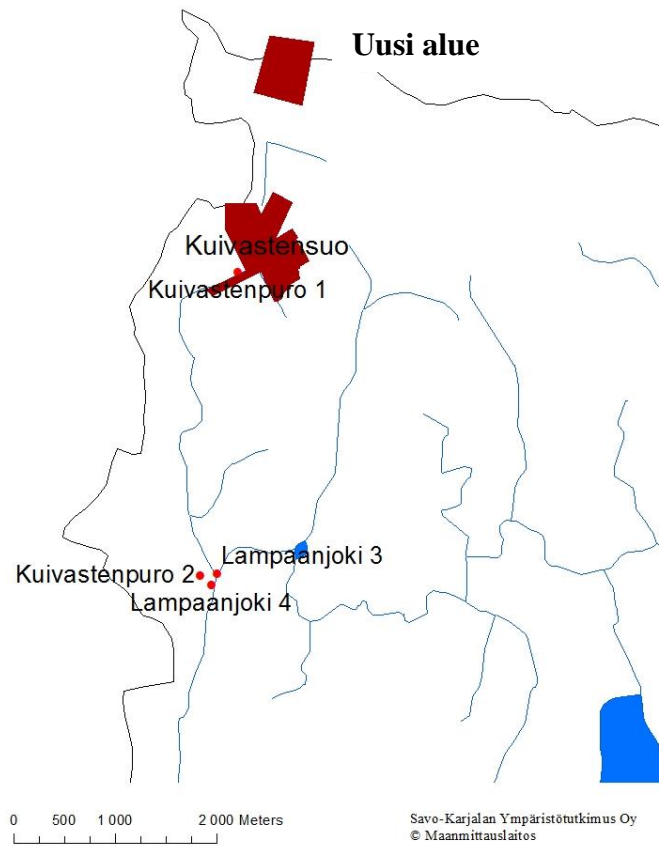 Uusi alue
Kuivastensuo
Kuivastenpuro 1
Lampaanjoki 3
Kuivastenpuro 2
Lampaanjoki 4
0 500 1 000 2 000 Meters
Savo-Karjalan Ympäristötutkimus Oy
© Maanmittauslaitos